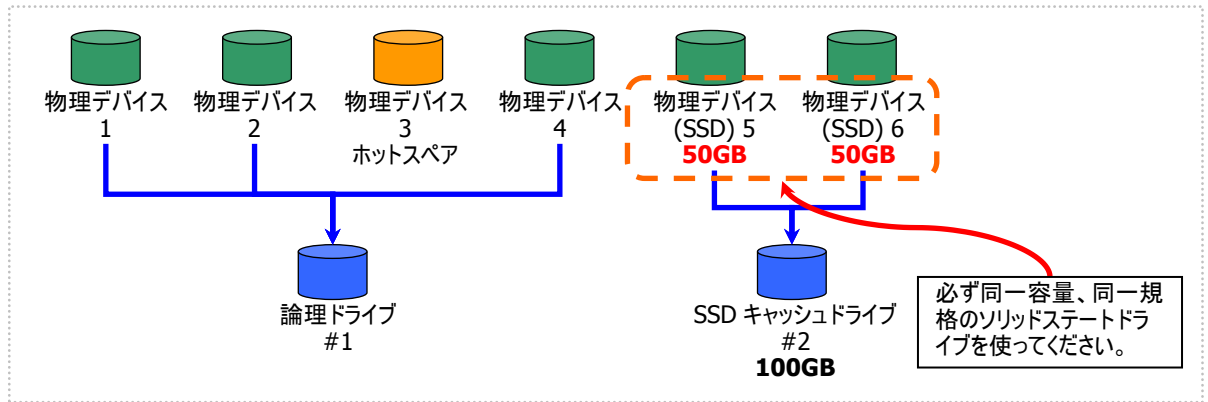 物理デバイス
1
物理デバイス
2
物理デバイス
3
ホットスペア
物理デバイス
4
物理デバイス
(SSD) 5
50GB
物理デバイス
(SSD) 6
50GB
論理ドライブ
#1
SSD キャッシュドライブ
#2
100GB
必ず同一容量、同一規
格のソリッドステートドラ
イブを使ってください。